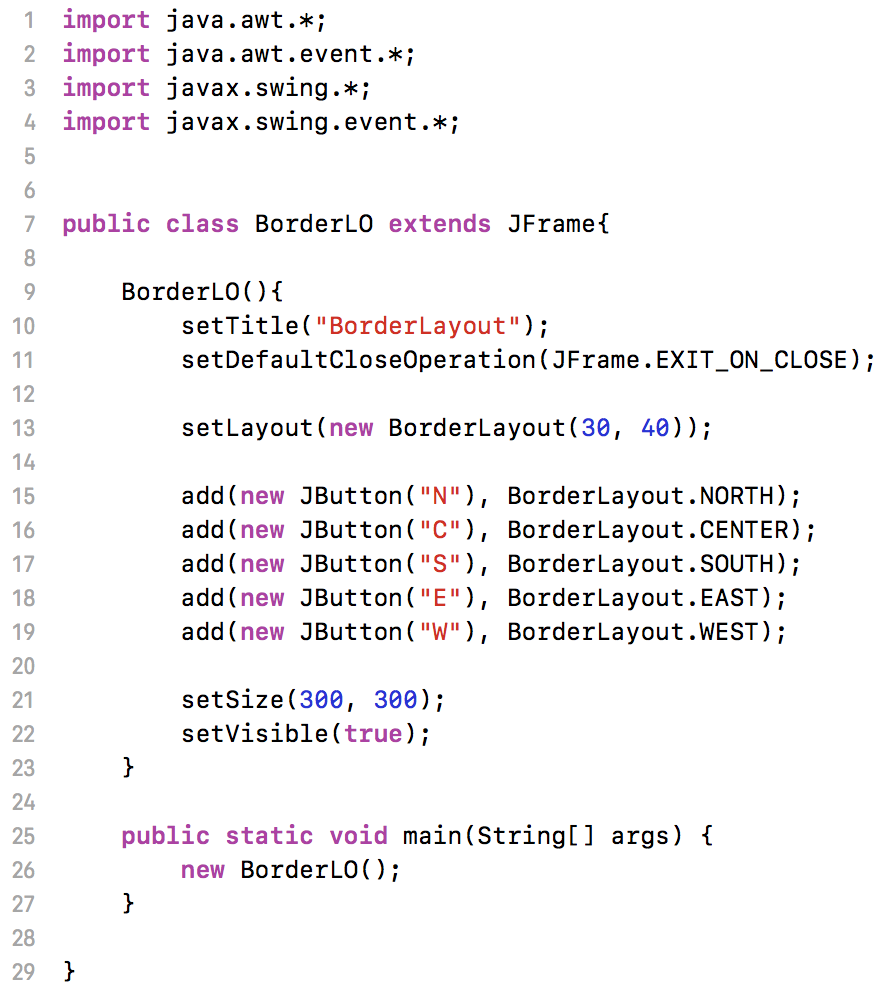 1 import java.awt.*;
2 import java.awt.event.*;
3 import javax.swing.*;
4 import javax.swing.event.*;
5
6
7 public class BorderLO extends JFrame{
8
9     BorderLO(){
10         setTitle("BorderLayout");
11         setDefaultCloseOperation(JFrame.EXIT_ON_CLOSE);
12
13         setLayout(new BorderLayout(30, 40));
14
15         add(new JButton("N"), BorderLayout.NORTH);
16         add(new JButton("C"), BorderLayout.CENTER);
17         add(new JButton("S"), BorderLayout.SOUTH);
18         add(new JButton("E"), BorderLayout.EAST);
19         add(new JButton("W"), BorderLayout.WEST);
20
21         setSize(300, 300);
22         setVisible(true);
23     }
24
25     public static void main(String[] args) {
26         new BorderLO();
27     }
28
29 }